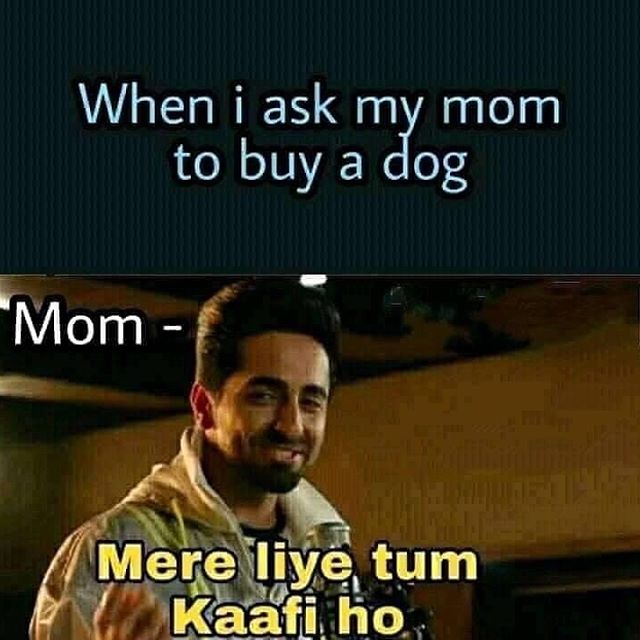 When i ask my mom
to buy a dog
Mom -
Mere liye tum
Kaafi ho